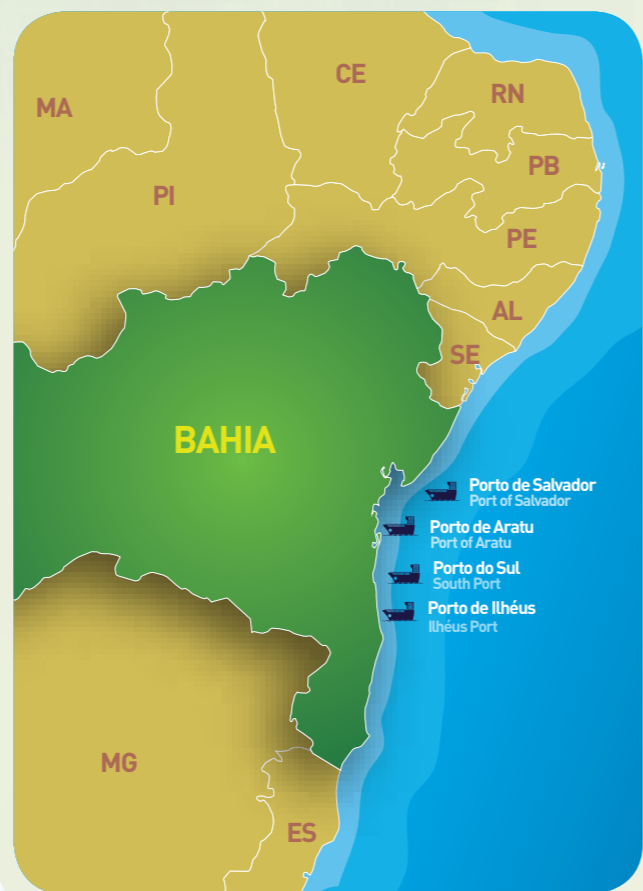 CE
RN
MA
PB
PI
PE
AL
SE
BAHIA
Porto de Salvador
Port of Salvador
Porto de Aratu
Port of Aratu
Porto do Sul
South Port
Porto de Ilhéus
Ilhéus Port
MG
ES